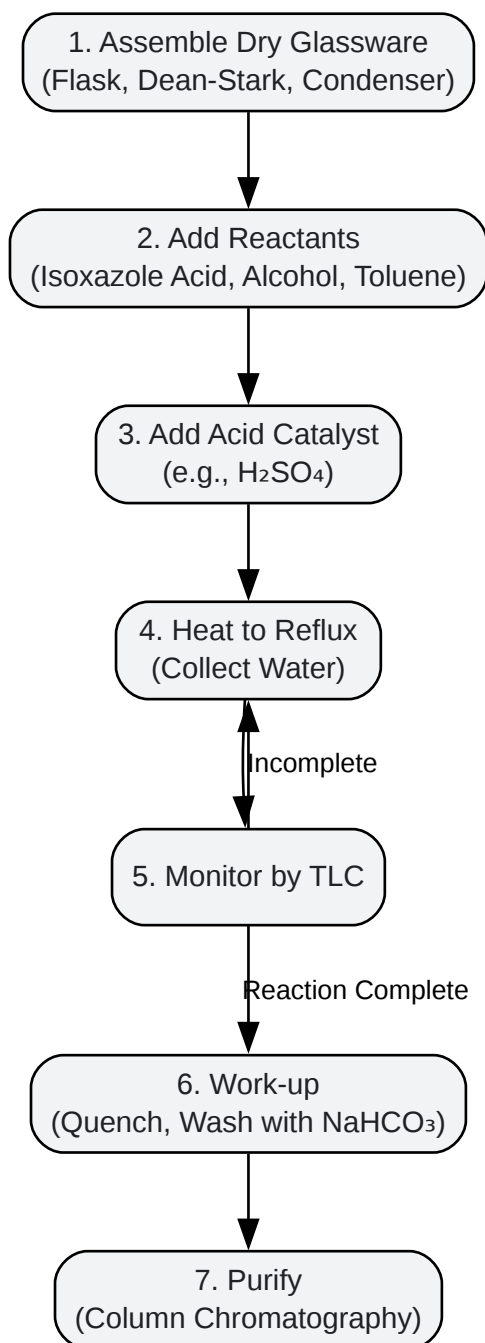 1. Assemble Dry Glassware
(Flask, Dean-Stark, Condenser)
2. Add Reactants
(Isoxazole Acid, Alcohol, Toluene)
3. Add Acid Catalyst
(e.g., H₂SO₄)
4. Heat to Reflux
(Collect Water)
Incomplete
5. Monitor by TLC
Reaction Complete
6. Work-up
(Quench, Wash with NaHCO₃)
7. Purify
(Column Chromatography)